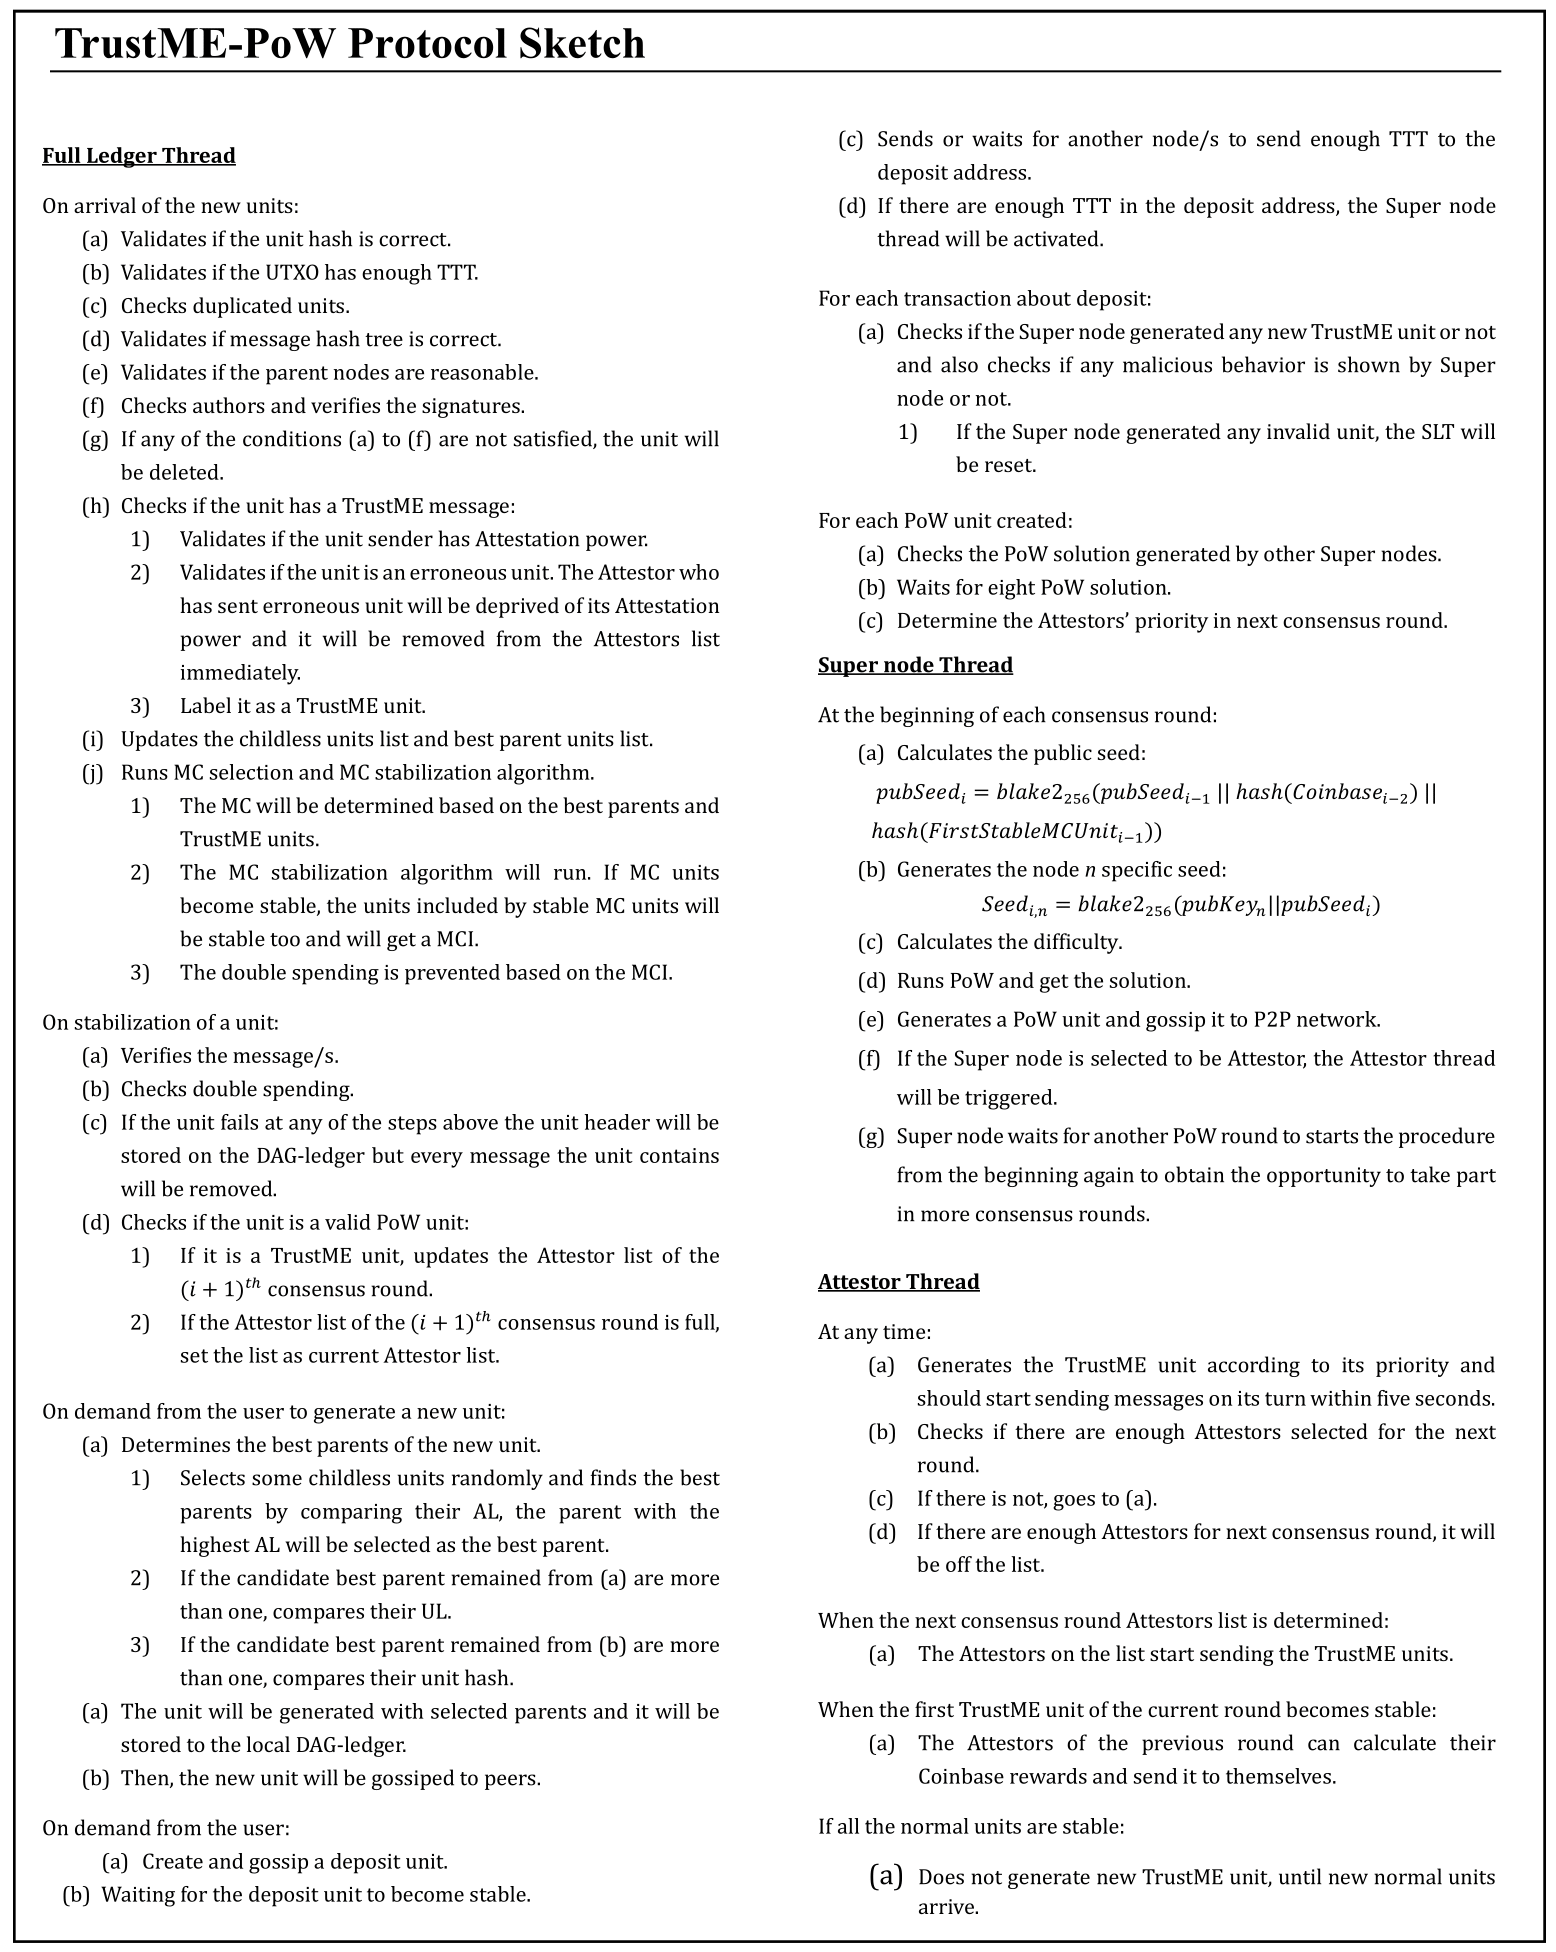 TrustME-PoW Protocol Sketch
Full Ledger Thread
On arrival of the new units:
(a) Validates if the unit hash is correct.
(b) Validates if the UTXO has enough TTT.
(c) Checks duplicated units.
(d) Validates if message hash tree is correct.
(e) Validates if the parent nodes are reasonable.
(f) Checks authors and verifies the signatures.
(g) If any of the conditions (a) to (f) are not satisfied, the unit will
be deleted.
(h) Checks if the unit has a TrustME message:
1) Validates if the unit sender has Attestation power.
2) Validates if the unit is an erroneous unit. The Attestor who
has sent erroneous unit will be deprived of its Attestation
power and it will be removed from the Attestors list
immediately.
3) Label it as a TrustME unit.
(i) Updates the childless units list and best parent units list.
(j) Runs MC selection and MC stabilization algorithm.
1) The MC will be determined based on the best parents and
TrustME units.
2) The MC stabilization algorithm will run. If MC units
become stable, the units included by stable MC units will
be stable too and will get a MCI.
3) The double spending is prevented based on the MCI.
On stabilization of a unit:
(a) Verifies the message/s.
(b) Checks double spending.
(c) If the unit fails at any of the steps above the unit header will be
stored on the DAG-ledger but every message the unit contains
will be removed.
(d) Checks if the unit is a valid PoW unit:
1) If it is a TrustME unit, updates the Attestor list of the
(i + 1)^th consensus round.
2) If the Attestor list of the (i + 1)^th consensus round is full,
set the list as current Attestor list.
On demand from the user to generate a new unit:
(a) Determines the best parents of the new unit.
1) Selects some childless units randomly and finds the best
parents by comparing their AL, the parent with the
highest AL will be selected as the best parent.
2) If the candidate best parent remained from (a) are more
than one, compares their UL.
3) If the candidate best parent remained from (b) are more
than one, compares their unit hash.
(a) The unit will be generated with selected parents and it will be
stored to the local DAG-ledger.
(b) Then, the new unit will be gossiped to peers.
On demand from the user:
(a) Create and gossip a deposit unit.
(b) Waiting for the deposit unit to become stable.
(c) Sends or waits for another node/s to send enough TTT to the
deposit address.
(d) If there are enough TTT in the deposit address, the Super node
thread will be activated.
For each transaction about deposit:
(a) Checks if the Super node generated any new TrustME unit or not
and also checks if any malicious behavior is shown by Super
node or not.
1) If the Super node generated any invalid unit, the SLT will
be reset.
For each PoW unit created:
(a) Checks the PoW solution generated by other Super nodes.
(b) Waits for eight PoW solution.
(c) Determine the Attestors’ priority in next consensus round.
Super node Thread
At the beginning of each consensus round:
(a) Calculates the public seed:
pubSeed_i = blake2_256(pubSeed_{i−1} || hash(Coinbase_{i−2}) ||
hash(FirstStableMCUnit_{i−1}))
(b) Generates the node n specific seed:
Seed_{i,n} = blake2_256(pubKey_n||pubSeed_i)
(c) Calculates the difficulty.
(d) Runs PoW and get the solution.
(e) Generates a PoW unit and gossip it to P2P network.
(f) If the Super node is selected to be Attestor, the Attestor thread
will be triggered.
(g) Super node waits for another PoW round to starts the procedure
from the beginning again to obtain the opportunity to take part
in more consensus rounds.
Attestor Thread
At any time:
(a) Generates the TrustME unit according to its priority and
should start sending messages on its turn within five seconds.
(b) Checks if there are enough Attestors selected for the next
round.
(c) If there is not, goes to (a).
(d) If there are enough Attestors for next consensus round, it will
be off the list.
When the next consensus round Attestors list is determined:
(a) The Attestors on the list start sending the TrustME units.
When the first TrustME unit of the current round becomes stable:
(a) The Attestors of the previous round can calculate their
Coinbase rewards and send it to themselves.
If all the normal units are stable:
(a) Does not generate new TrustME unit, until new normal units
arrive.